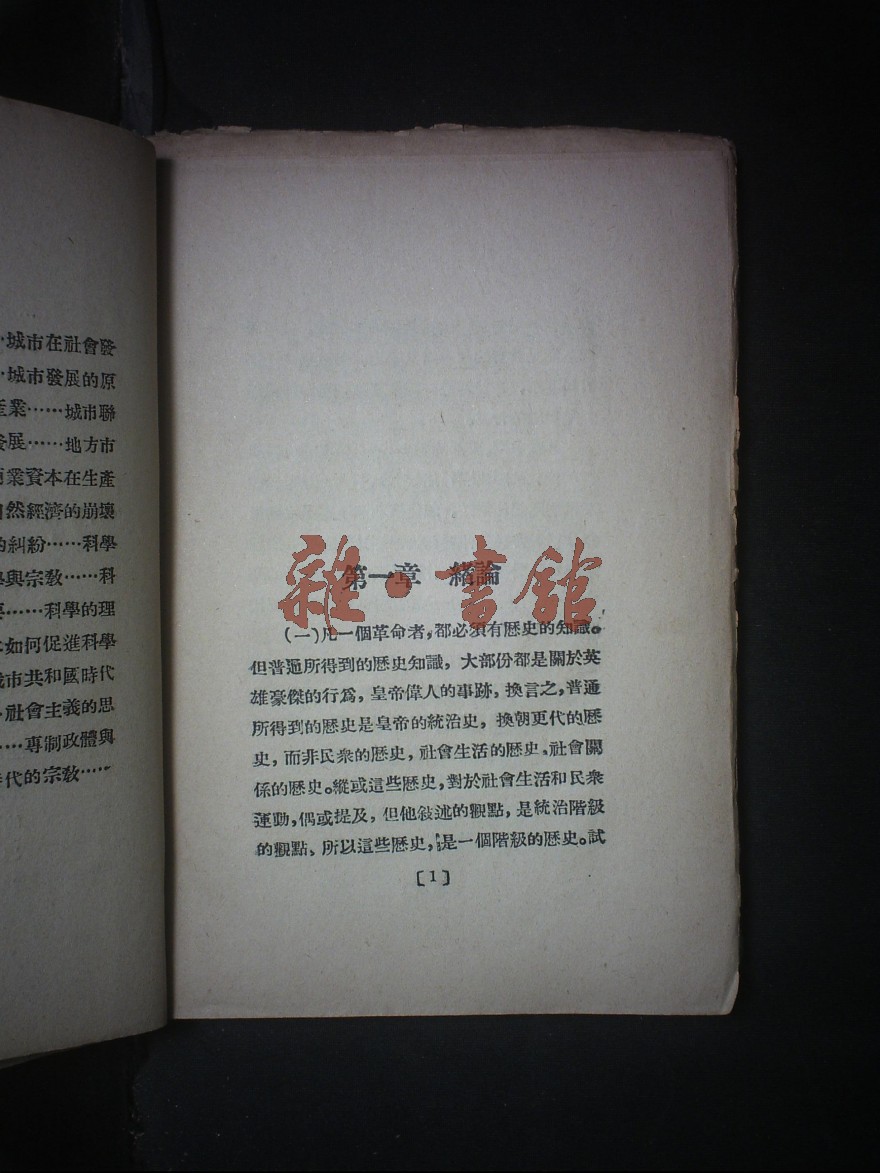 城市在社會發
城市發展的原
業……城市聯
展……地方市
業資本在生產
然經濟的崩壞
的糾紛……科學
與宗敎……科
……科學的理
如何促進科學
市共和國時代
社會主義的思
……專制政體與
代的宗敎……
雜·書館
第一章 緒論
(一)凡一個革命者，都必須有歷史的知識。
但普通所得到的歷史知識，大部份都是關於英
雄豪傑的行爲，皇帝偉人的事跡，換言之，普通
所得到的歷史是皇帝的統治史，換朝更代的歷
史，而非民衆的歷史，社會生活的歷史，社會關
係的歷史。縱或這些歷史，對於社會生活和民衆
運動，偶或提及，但他敍述的觀點，是統治階級
的觀點、所以這些歷史，是一個階級的歷史。試
〔1〕